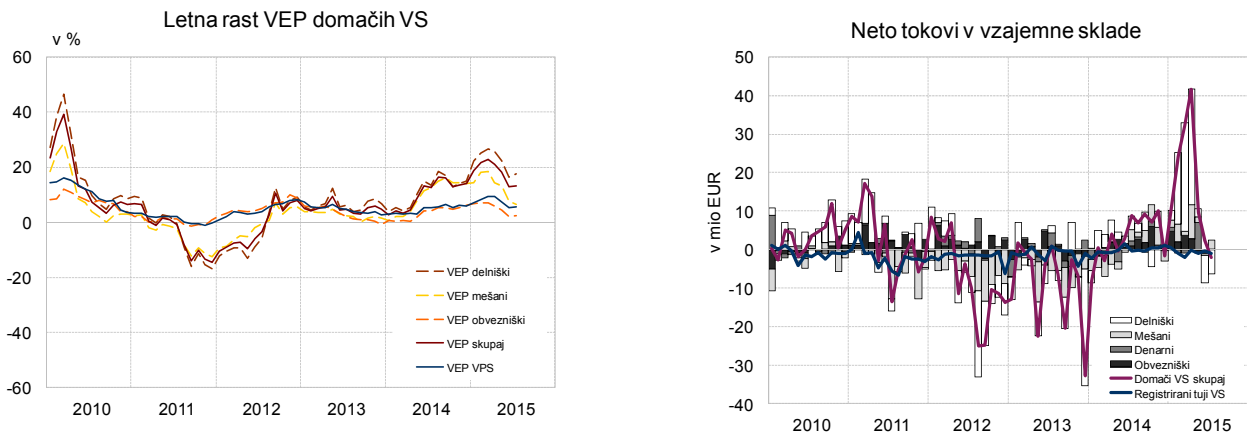 Letna rast VEP domačih VS
v %
60
40
20
0
-20
-40
-60
VEP delniški
VEP mešani
VEP obvezniški
VEP skupaj
VEP VPS
2010 2011 2012 2013 2014 2015
Neto tokovi v vzajemne sklade
v mio EUR
50
40
30
20
10
0
-10
-20
-30
-40
Delniški
Mešani
Denarni
Obvezniški
Domači VS skupaj
Registrirani tuji VS
2010 2011 2012 2013 2014 2015